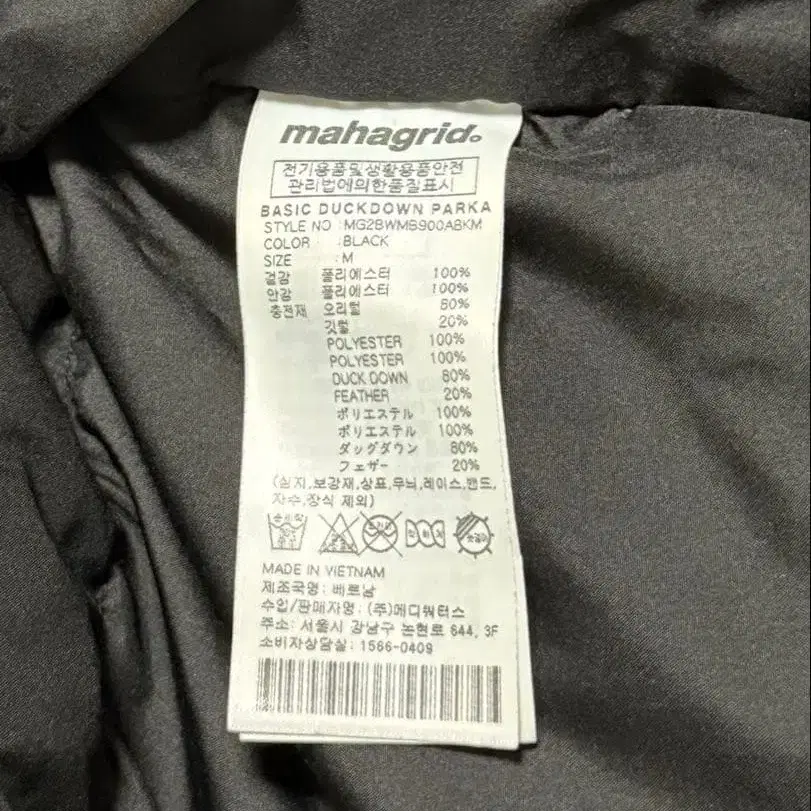 mahagrid.
전기용품및생활용품안전
관리법에의한품질표시
BASIC DUCKDOWN PARKA
STYLE NO :MG2BWMB900ABKM
COLOR :BLACK
SIZE :M
겉감 폴리에스터 100%
안감 폴리에스터 100%
충전재 오리털 80%
깃털 20%
POLYESTER 100%
POLYESTER 100%
DUCK DOWN 80%
FEATHER 20%
ポリエステル 100%
ポリエステル 100%
ダッグダウン 80%
フェザー 20%
(심지,보강재,상표,무늬,레이스,밴드,
자수,장식 제외)
MADE IN VIETNAM
제조국명: 베트남
수입/판매자명: (주)메디쿼터스
주소: 서울시 강남구 논현로 644, 3F
소비자상담실: 1566-0409